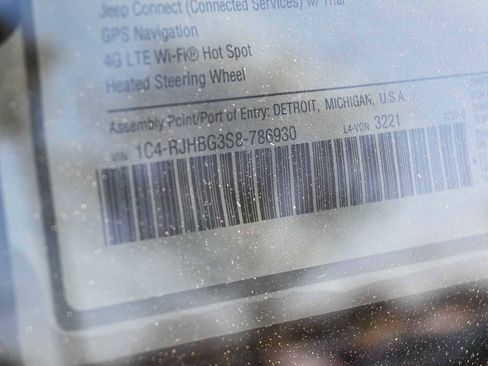 Jeep Connect (Connected Services) w/ Trial
GPS Navigation
4G LTE Wi-Fi® Hot Spot
Heated Steering Wheel
Assembly Point/Port of Entry: DETROIT, MICHIGAN, U.S.A.
VIN: 1C4-RJHBG3S8-786930 L4-VON: 3221